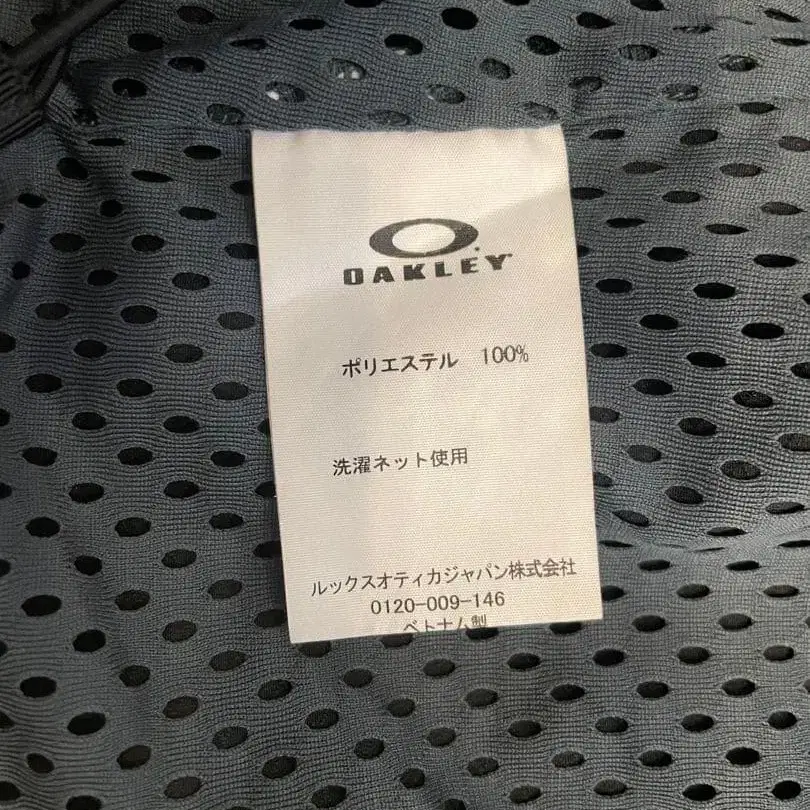 OAKLEY
ポリエステル 100%
洗濯ネット使用
ルックスオティカジャパン株式会社
0120-009-146
ベトナム製